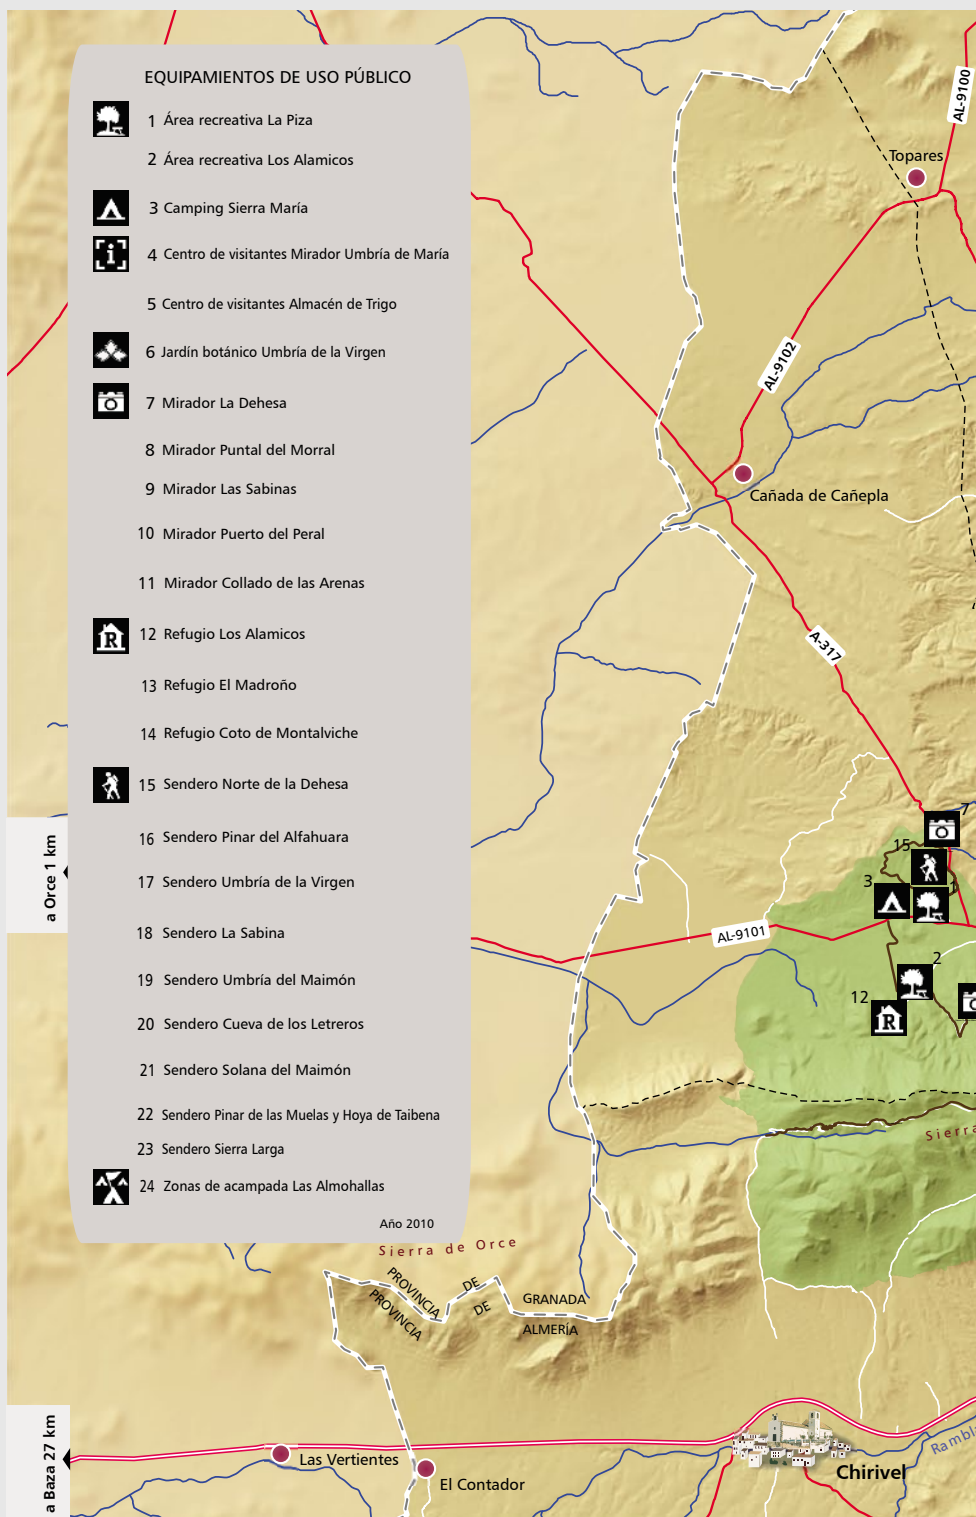 EQUIPAMIENTOS DE USO PÚBLICO
1 Área recreativa La Piza
2 Área recreativa Los Alamicos
3 Camping Sierra María
4 Centro de visitantes Mirador Umbría de María
5 Centro de visitantes Almacén de Trigo
6 Jardín botánico Umbría de la Virgen
7 Mirador La Dehesa
8 Mirador Puntal del Morral
9 Mirador Las Sabinas
10 Mirador Puerto del Peral
11 Mirador Collado de las Arenas
R
12 Refugio Los Alamicos
13 Refugio El Madroño
14 Refugio Coto de Montalviche
15 Sendero Norte de la Dehesa
16 Sendero Pinar del Alfahuara
17 Sendero Umbría de la Virgen
18 Sendero La Sabina
19 Sendero Umbría del Maimón
20 Sendero Cueva de los Letreros
21 Sendero Solana del Maimón
22 Sendero Pinar de las Muelas y Hoya de Taibena
23 Sendero Sierra Larga
24 Zonas de acampada Las Almohallas
Año 2010
AL-9100
Topares
AL-9102
Cañada de Cañepla
A-317
7
15
3
1
AL-9101
2
12
R
Sierra
a Orce 1 km
Sierra de Orce
PROVINCIA DE GRANADA
PROVINCIA DE ALMERÍA
a Baza 27 km
Las Vertientes
El Contador
Chirivel
Rambla